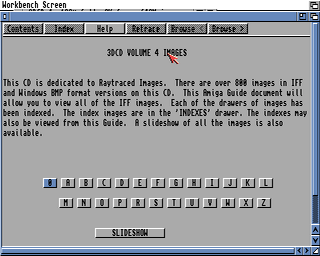 Workbench Screen
Contents Index Help Retrace Browse < Browse >
3DCD VOLUME 4 IMAGES
This CD is dedicated to Raytraced Images. There are over 800 images in IFF
and Windows BMP format versions on this CD. This Amiga Guide document will
allow you to view all of the IFF images. Each of the drawers of images has
been indexed. The index images are in the 'INDEXES' drawer. The indexes may
also be viewed from this Guide. A slideshow of all the images is also
available.
0 A B C D E F G H I J K L
M N O P Q R S T U V W X Z
SLIDESHOW